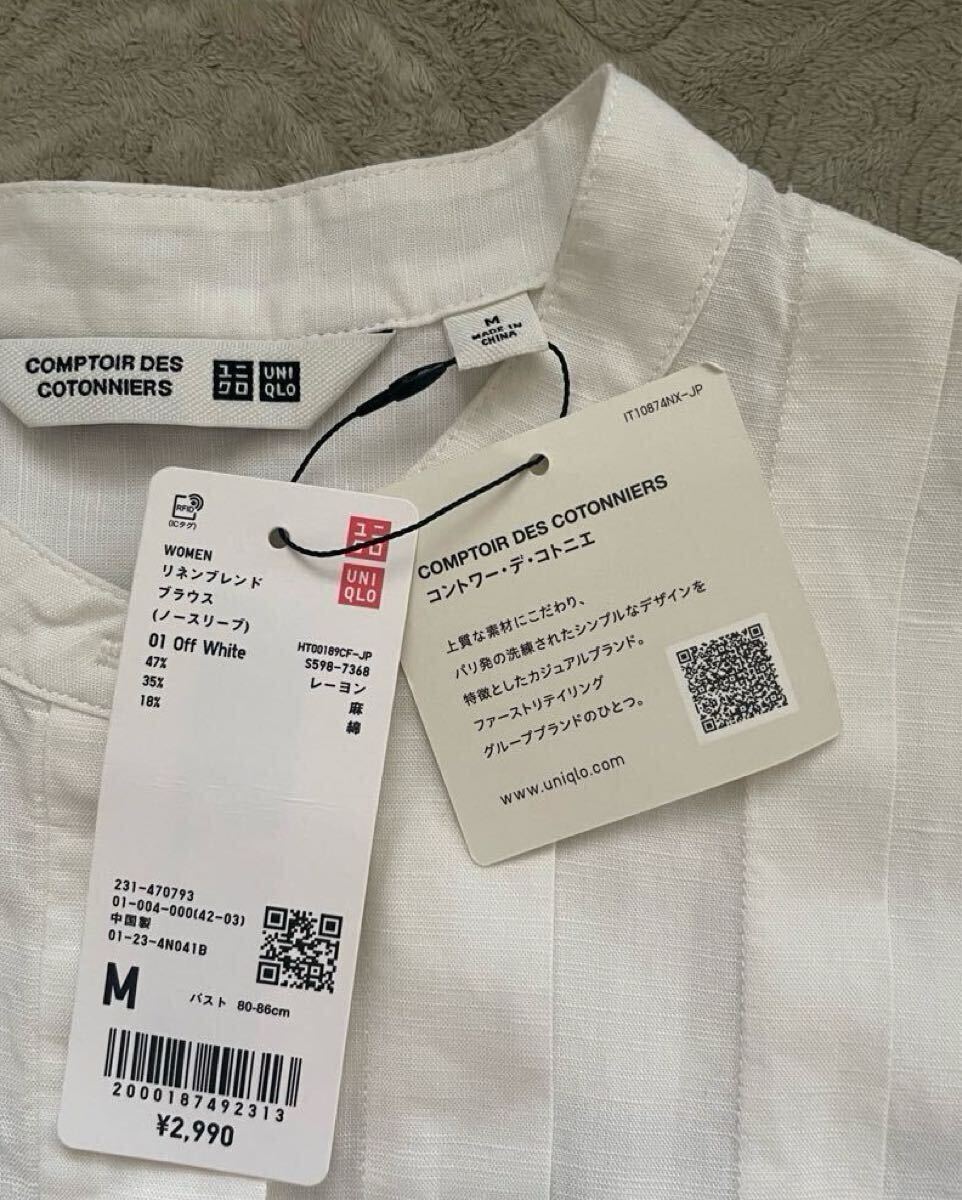 COMPTOIR DES
COTONNIERS
ユニ
クロ
UNI
QLO
M
MADE IN
CHINA
IT10874NX-JP
COMPTOIR DES COTONNIERS
コントワー・デ・コトニエ
上質な素材にこだわり、
パリ発の洗練されたシンプルなデザインを
特徴としたカジュアルブランド。
ファーストリテイリング
グループブランドのひとつ。
www.uniqlo.com
RFID
(ICタグ)
ユニ
クロ
UNI
QLO
WOMEN
リネンブレンド
ブラウス
(ノースリーブ)
01 Off White
HT00189CF-JP
S598-7368
47% レーヨン
35% 麻
18% 綿
231-470793
01-004-000(42-03)
中国製
01-23-4N041B
M
バスト 80-86cm
2000187492313
¥2,990